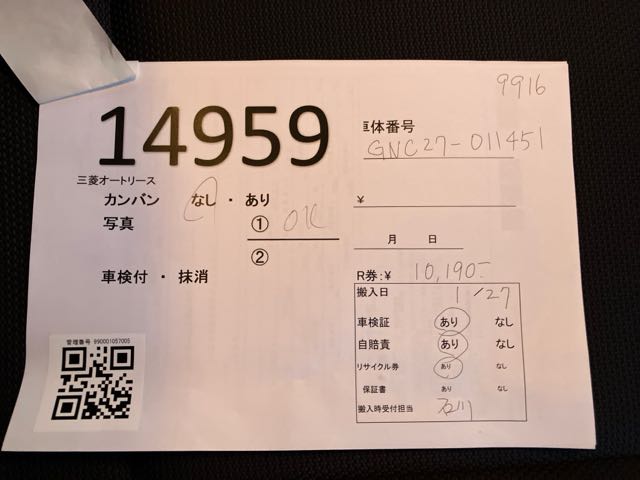 9916
14959
車体番号
GNC27-011451
三菱オートリース
カンバン なし ・ あり
¥
写真 ① OK
②
月 日
車検付 ・ 抹消
R券:¥ 10,190-
搬入日 1/27
車検証 あり なし
自賠責 あり なし
リサイクル券 あり なし
保証書 あり なし
搬入時受付担当 石川
管理番号 990001057005